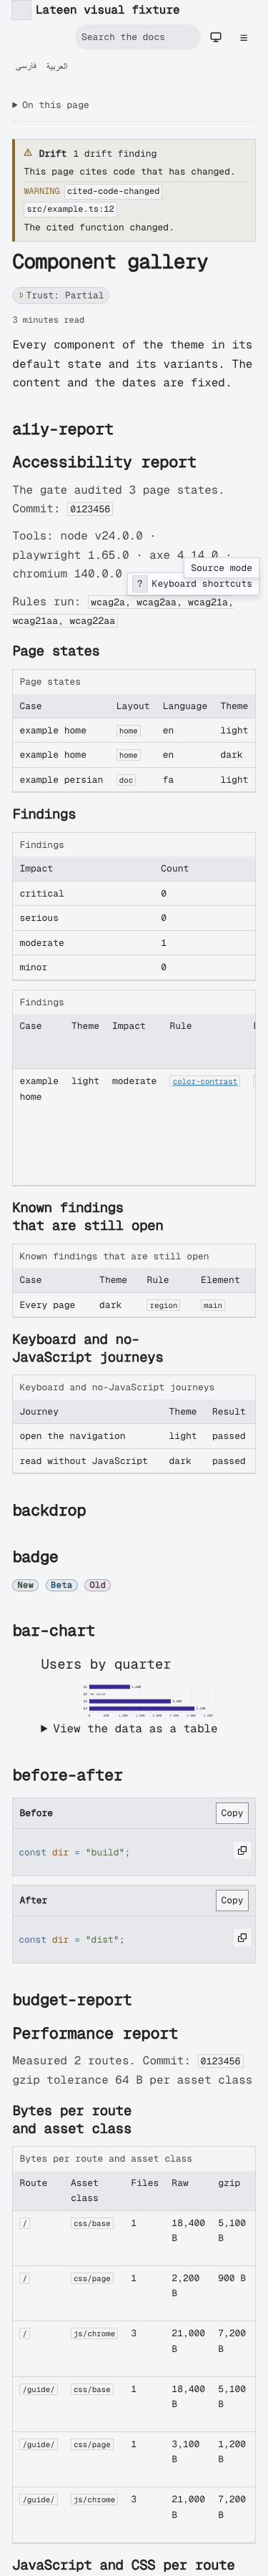 Lateen visual fixture
Search the docs
فارسی العربية
On this page
Drift 1 drift finding
This page cites code that has changed.
WARNING cited-code-changed
src/example.ts:12
The cited function changed.
Component gallery
Trust: Partial
3 minutes read
Every component of the theme in its
default state and its variants. The
content and the dates are fixed.
a11y-report
Accessibility report
The gate audited 3 page states.
Commit: 0123456
Tools: node v24.0.0 ·
playwright 1.65.0 · axe 4.14.0 ·
chromium 140.0.0
Source mode
? Keyboard shortcuts
Rules run: wcag2a, wcag2aa, wcag21a,
wcag21aa, wcag22aa
Page states
Page states
Case Layout Language Theme
example home home en light
example home home en dark
example persian doc fa light
Findings
Findings
Impact Count
critical 0
serious 0
moderate 1
minor 0
Findings
Case Theme Impact Rule
example light moderate color-contrast
home
Known findings
that are still open
Known findings that are still open
Case Theme Rule Element
Every page dark region main
Keyboard and no-
JavaScript journeys
Keyboard and no-JavaScript journeys
Journey Theme Result
open the navigation light passed
read without JavaScript dark passed
backdrop
badge
New Beta Old
bar-chart
Users by quarter
View the data as a table
before-after
Before Copy
const dir = "build";
After Copy
const dir = "dist";
budget-report
Performance report
Measured 2 routes. Commit: 0123456
gzip tolerance 64 B per asset class
Bytes per route
and asset class
Bytes per route and asset class
Route Asset Files Raw gzip
class
/ css/base 1 18,400 5,100
B B
/ css/page 1 2,200 900 B
B
/ js/chrome 3 21,000 7,200
B B
/guide/ css/base 1 18,400 5,100
B B
/guide/ css/page 1 3,100 1,200
B B
/guide/ js/chrome 3 21,000 7,200
B B
JavaScript and CSS per route